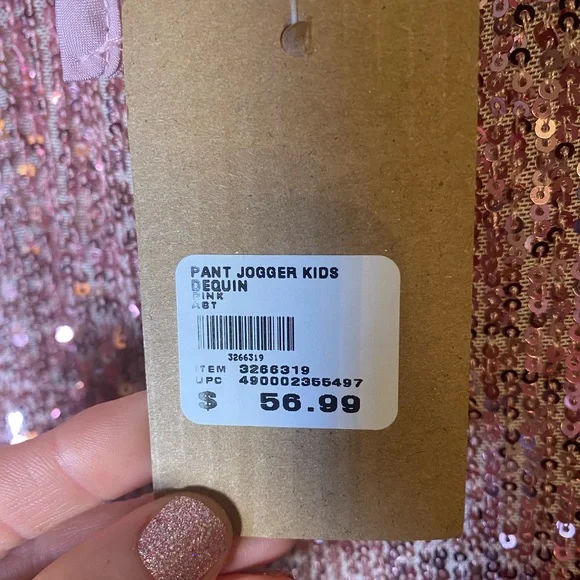 PANT JOGGER KIDS
DEQUIN
PINK
AST
3266319
ITEM 3266319
UPC 490002355497
$ 56.99